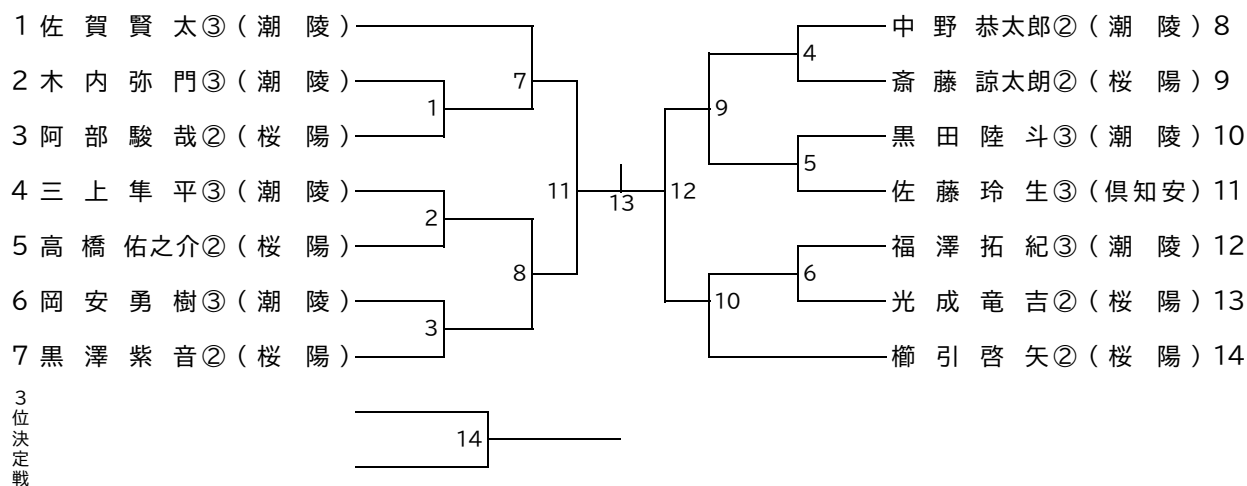 1 佐 賀 賢 太③ ( 潮 陵 )
2 木 内 弥 門③ ( 潮 陵 )
3 阿 部 駿 哉② ( 桜 陽 )
4 三 上 隼 平③ ( 潮 陵 )
5 高 橋 佑之介② ( 桜 陽 )
6 岡 安 勇 樹③ ( 潮 陵 )
7 黒 澤 紫 音② ( 桜 陽 )
1
2
3
7
8
11
13
12
9
10
4
5
6
中 野 恭太郎② ( 潮 陵 ) 8
斎 藤 諒太朗② ( 桜 陽 ) 9
黒 田 陸 斗③ ( 潮 陵 ) 10
佐 藤 玲 生③ (倶知安) 11
福 澤 拓 紀③ ( 潮 陵 ) 12
光 成 竜 吉② ( 桜 陽 ) 13
櫛 引 啓 矢② ( 桜 陽 ) 14
3位決定戦
14